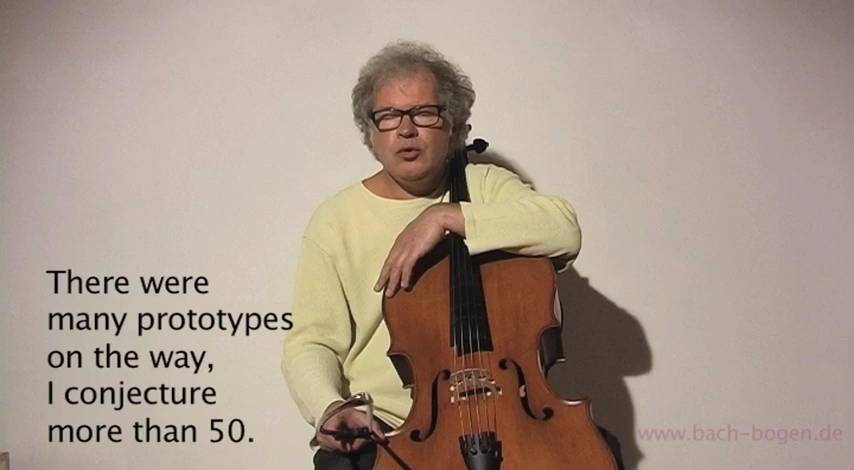 There were
many prototypes
on the way,
I conjecture
more than 50.
www.bach-bogen.de